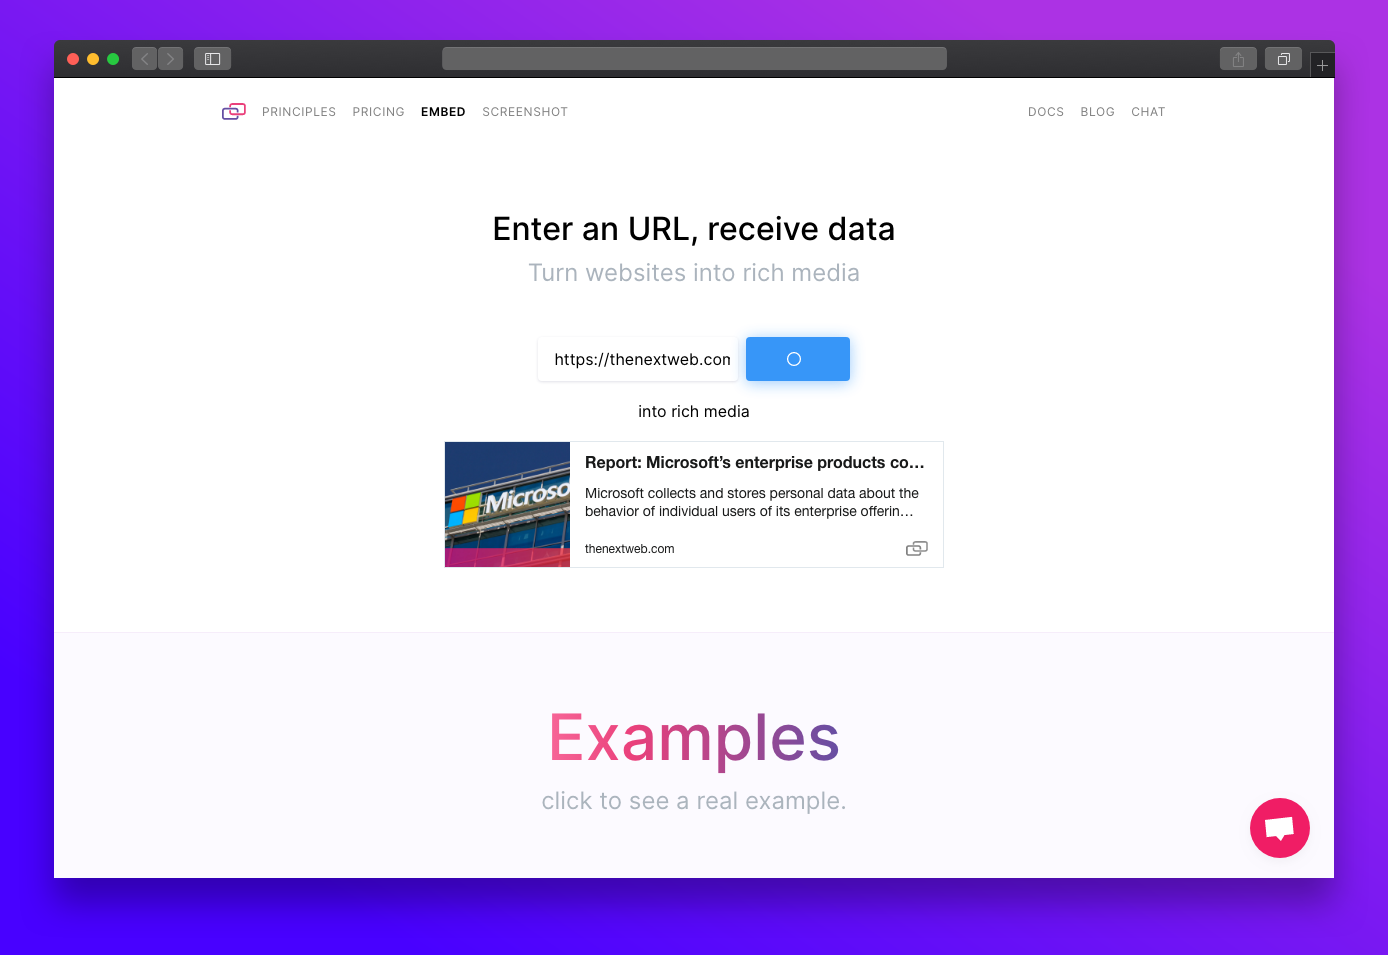 PRINCIPLES PRICING EMBED SCREENSHOT DOCS BLOG CHAT
Enter an URL, receive data
Turn websites into rich media
https://thenextweb.com
into rich media
Report: Microsoft’s enterprise products co…
Microsoft collects and stores personal data about the
behavior of individual users of its enterprise offerin…
thenextweb.com
Microso
Examples
click to see a real example.